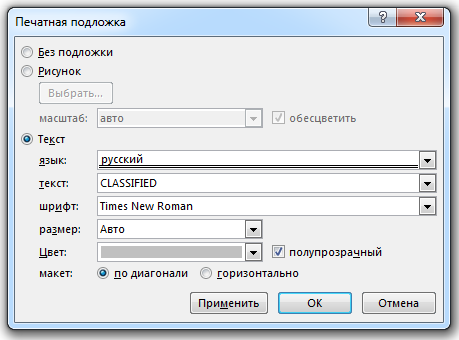 Печатная подложка
Без подложки
Рисунок
Выбрать...
масштаб: авто обесцветить
Текст
язык: русский
текст: CLASSIFIED
шрифт: Times New Roman
размер: Авто
Цвет: полупрозрачный
макет: по диагонали горизонтально
Применить ОК Отмена